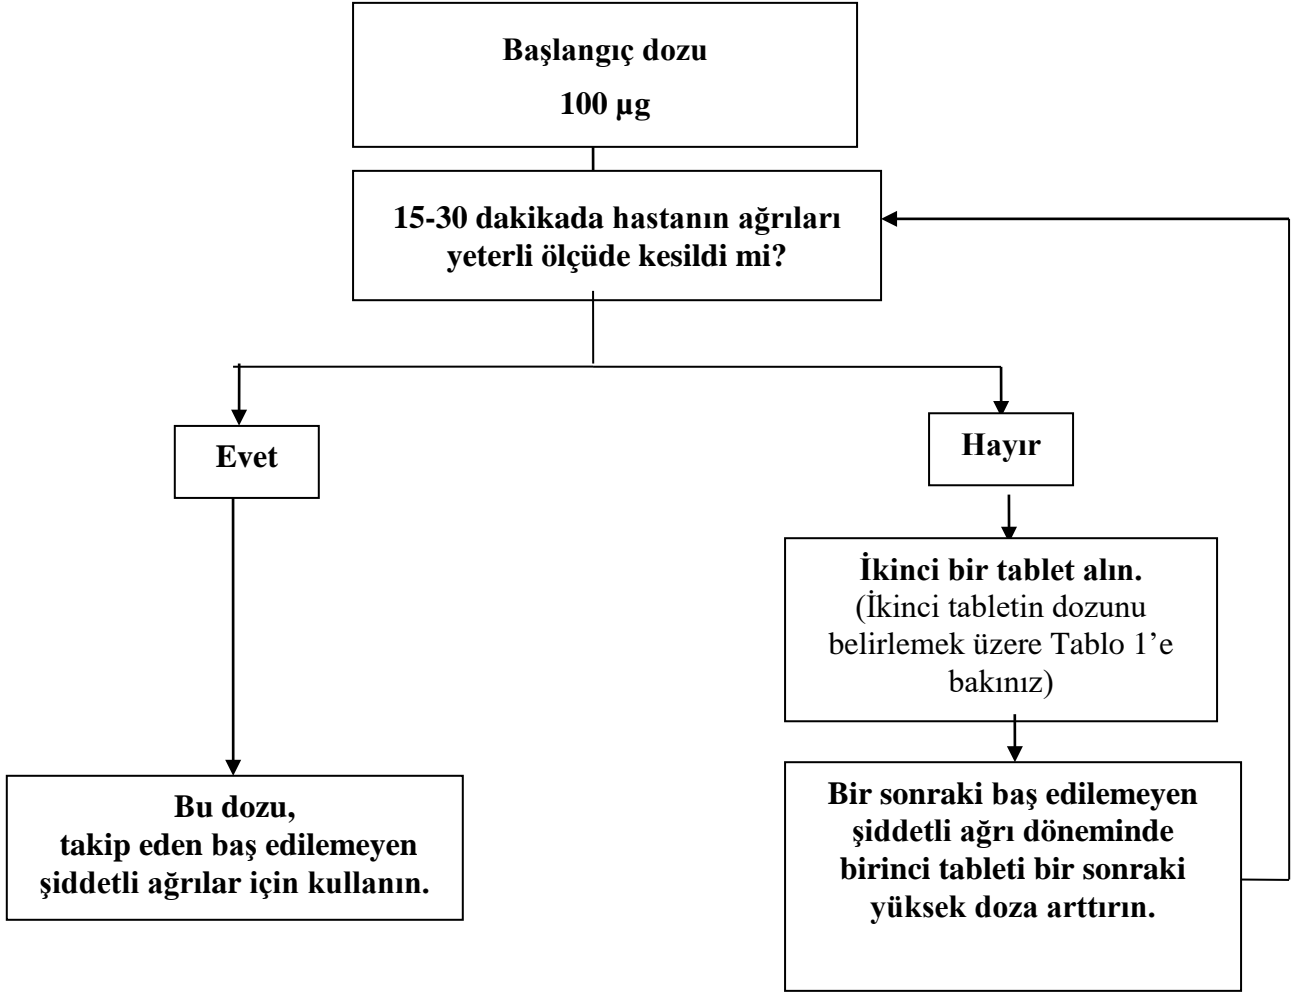 Başlangıç dozu
100 µg
15-30 dakikada hastanın ağrıları
yeterli ölçüde kesildi mi?
Evet
Hayır
İkinci bir tablet alın.
(İkinci tabletin dozunu
belirlemek üzere Tablo 1’e
bakınız)
Bu dozu,
takip eden baş edilemeyen
şiddetli ağrılar için kullanın.
Bir sonraki baş edilemeyen
şiddetli ağrı döneminde
birinci tableti bir sonraki
yüksek doza arttırın.